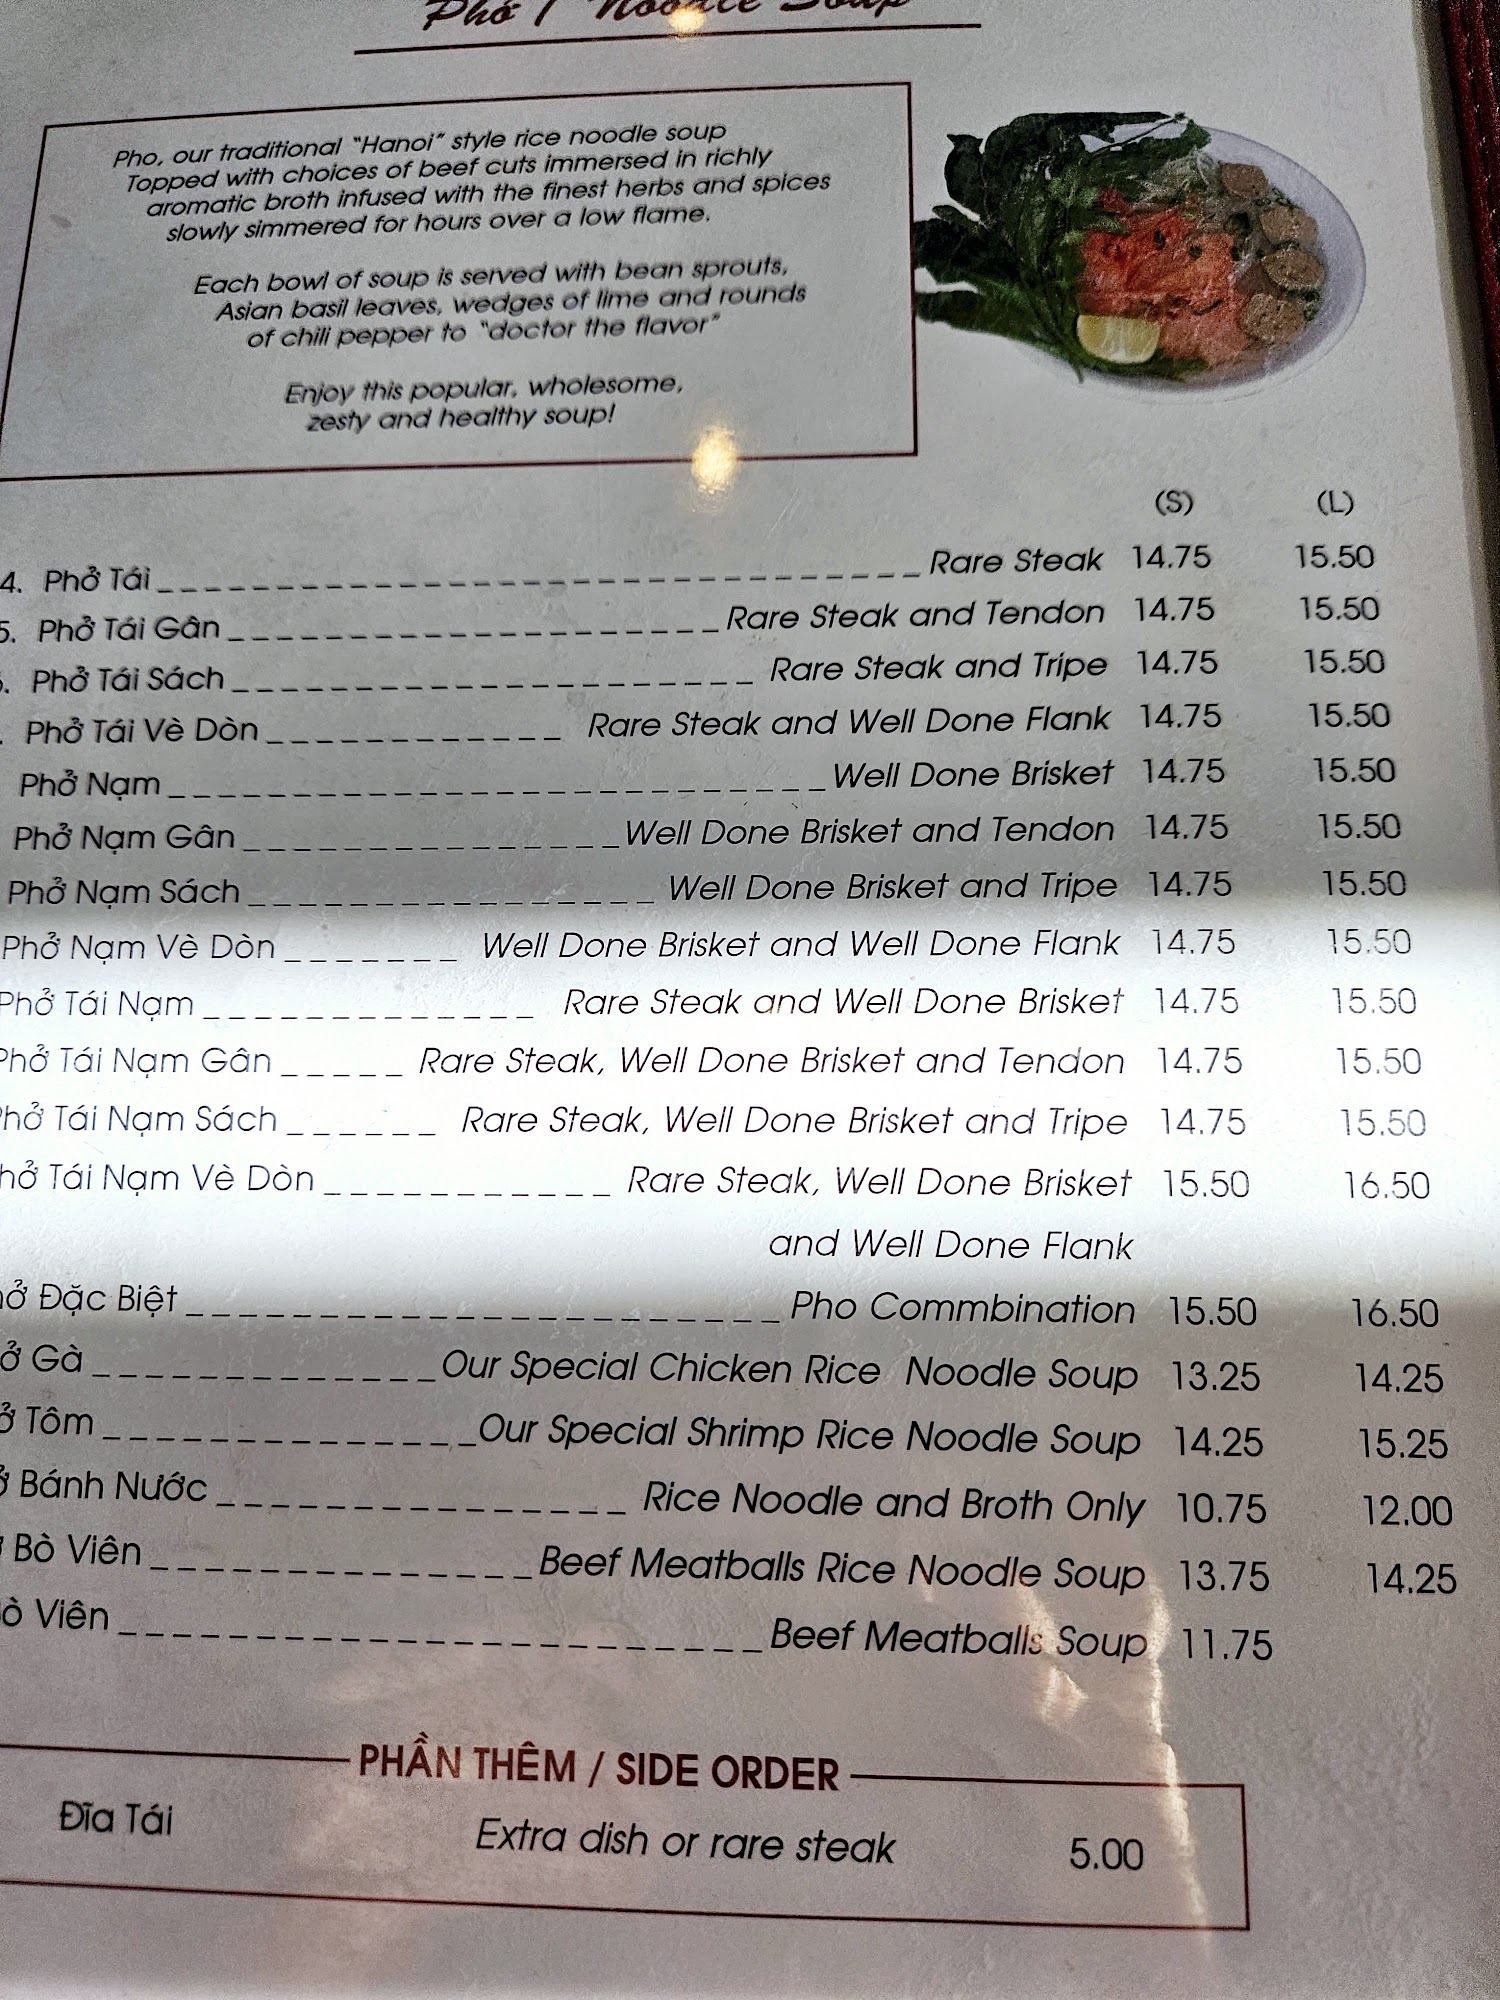 Phở / Noodle Soup
Pho, our traditional "Hanoi" style rice noodle soup
Topped with choices of beef cuts immersed in richly
aromatic broth infused with the finest herbs and spices
slowly simmered for hours over a low flame.
Each bowl of soup is served with bean sprouts,
Asian basil leaves, wedges of lime and rounds
of chili pepper to "doctor the flavor"
Enjoy this popular, wholesome,
zesty and healthy soup!
(S) (L)
4. Phở Tái Rare Steak 14.75 15.50
5. Phở Tái Gân Rare Steak and Tendon 14.75 15.50
. Phở Tái Sách Rare Steak and Tripe 14.75 15.50
. Phở Tái Vè Dòn Rare Steak and Well Done Flank 14.75 15.50
Phở Nạm Well Done Brisket 14.75 15.50
Phở Nạm Gân Well Done Brisket and Tendon 14.75 15.50
Phở Nạm Sách Well Done Brisket and Tripe 14.75 15.50
Phở Nạm Vè Dòn Well Done Brisket and Well Done Flank 14.75 15.50
Phở Tái Nạm Rare Steak and Well Done Brisket 14.75 15.50
Phở Tái Nạm Gân Rare Steak, Well Done Brisket and Tendon 14.75 15.50
hở Tái Nạm Sách Rare Steak, Well Done Brisket and Tripe 14.75 15.50
hở Tái Nạm Vè Dòn Rare Steak, Well Done Brisket 15.50 16.50
and Well Done Flank
ở Đặc Biệt Pho Commbination 15.50 16.50
ở Gà Our Special Chicken Rice Noodle Soup 13.25 14.25
ở Tôm Our Special Shrimp Rice Noodle Soup 14.25 15.25
ở Bánh Nước Rice Noodle and Broth Only 10.75 12.00
Bò Viên Beef Meatballs Rice Noodle Soup 13.75 14.25
ò Viên Beef Meatballs Soup 11.75
PHẦN THÊM / SIDE ORDER
Đĩa Tái Extra dish or rare steak 5.00